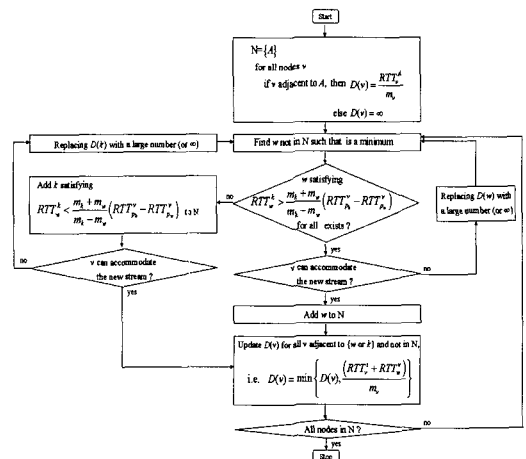 Start
N={A}
for all nodes v
if v adjacent to A, then D(v) = RTT_v^A / m_v
else D(v) = ∞
Replacing D(k) with a large number (or ∞)
Find w not in N such that is a minimum
Add k satisfying
RTT_w^k < (m_k + m_w)/(m_k − m_w) (RTT_{p_k}^v − RTT_{p_w}^v) to N
no
w satisfying
RTT_w^k > (m_k + m_w)/(m_k − m_w) (RTT_{p_k}^v − RTT_{p_w}^v)
for all exists ?
Replacing D(w) with
a large number (or ∞)
yes
no
v can accommodate
the new stream ?
yes
v can accommodate
the new stream ?
no
yes
Add w to N
Update D(v) for all v adjacent to {w or k} and not in N,
i.e. D(v) = min{D(v), (RTT + RTT)/m_v}
All nodes in N ?
no
yes
Stop